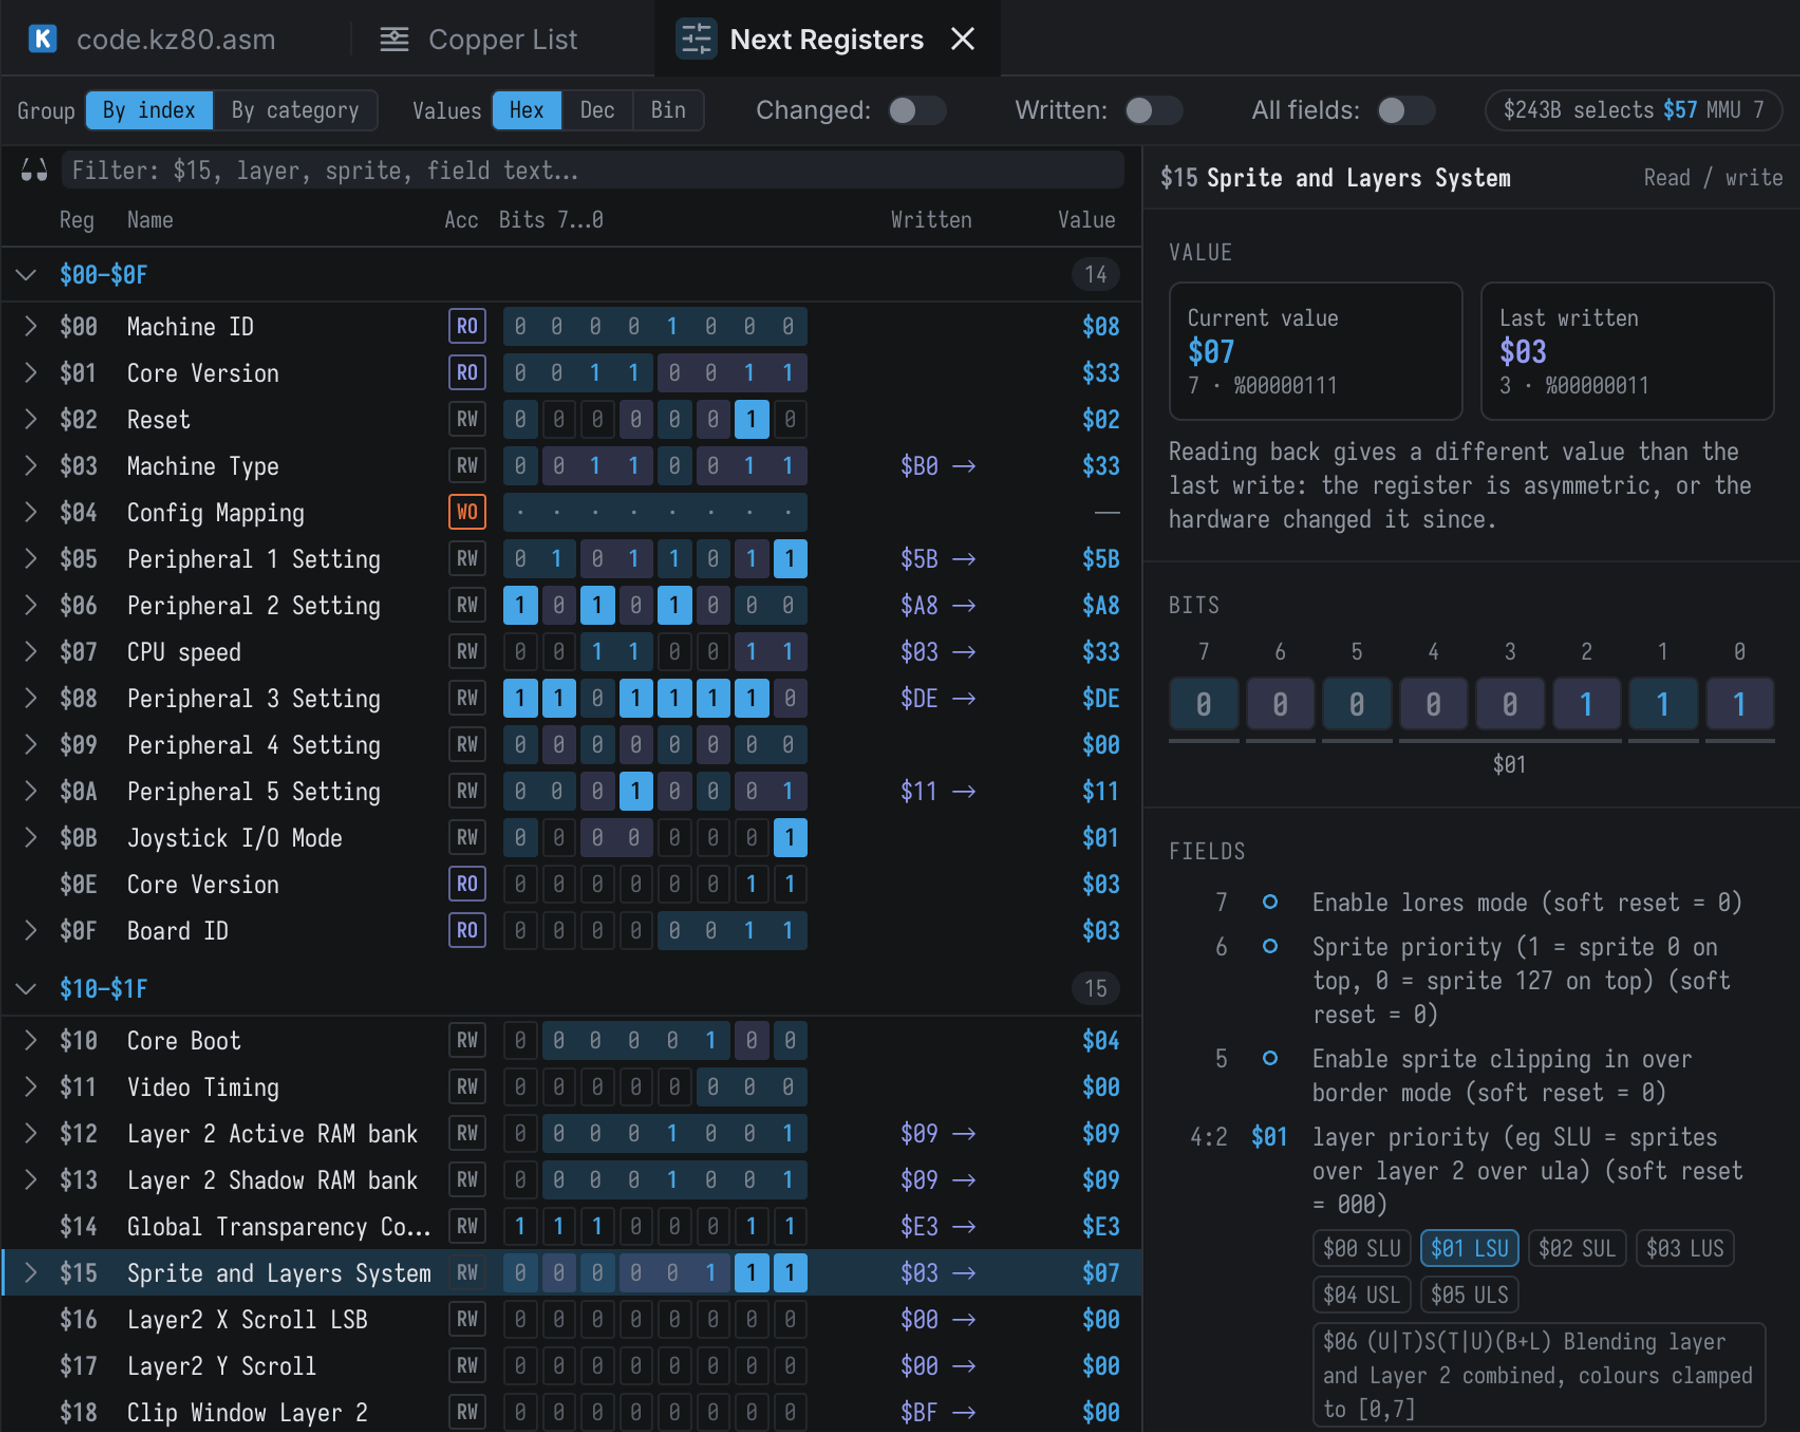 K code.kz80.asm Copper List Next Registers
Group By index By category Values Hex Dec Bin Changed: Written: All fields: $243B selects $57 MMU 7
Filter: $15, layer, sprite, field text...
Reg Name Acc Bits 7...0 Written Value
$00–$0F 14
$00 Machine ID RO 0 0 0 0 1 0 0 0 $08
$01 Core Version RO 0 0 1 1 0 0 1 1 $33
$02 Reset RW 0 0 0 0 0 0 1 0 $02
$03 Machine Type RW 0 0 1 1 0 0 1 1 $B0 → $33
$04 Config Mapping WO · · · · · · · · —
$05 Peripheral 1 Setting RW 0 1 0 1 1 0 1 1 $5B → $5B
$06 Peripheral 2 Setting RW 1 0 1 0 1 0 0 0 $A8 → $A8
$07 CPU speed RW 0 0 1 1 0 0 1 1 $03 → $33
$08 Peripheral 3 Setting RW 1 1 0 1 1 1 1 0 $DE → $DE
$09 Peripheral 4 Setting RW 0 0 0 0 0 0 0 0 $00
$0A Peripheral 5 Setting RW 0 0 0 1 0 0 0 1 $11 → $11
$0B Joystick I/O Mode RW 0 0 0 0 0 0 0 1 $01
$0E Core Version RO 0 0 0 0 0 0 1 1 $03
$0F Board ID RO 0 0 0 0 0 0 1 1 $03
$10–$1F 15
$10 Core Boot RW 0 0 0 0 0 1 0 0 $04
$11 Video Timing RW 0 0 0 0 0 0 0 0 $00
$12 Layer 2 Active RAM bank RW 0 0 0 0 1 0 0 1 $09 → $09
$13 Layer 2 Shadow RAM bank RW 0 0 0 0 1 0 0 1 $09 → $09
$14 Global Transparency Co... RW 1 1 1 0 0 0 1 1 $E3 → $E3
$15 Sprite and Layers System RW 0 0 0 0 0 1 1 1 $03 → $07
$16 Layer2 X Scroll LSB RW 0 0 0 0 0 0 0 0 $00 → $00
$17 Layer2 Y Scroll RW 0 0 0 0 0 0 0 0 $00 → $00
$18 Clip Window Layer 2 RW 0 0 0 0 0 0 0 0 $BF → $00
$15 Sprite and Layers System Read / write
VALUE
Current value
$07
7 · %00000111
Last written
$03
3 · %00000011
Reading back gives a different value than the
last write: the register is asymmetric, or the
hardware changed it since.
BITS
7 6 5 4 3 2 1 0
0 0 0 0 0 1 1 1
$01
FIELDS
7 Enable lores mode (soft reset = 0)
6 Sprite priority (1 = sprite 0 on
top, 0 = sprite 127 on top) (soft
reset = 0)
5 Enable sprite clipping in over
border mode (soft reset = 0)
4:2 $01 layer priority (eg SLU = sprites
over layer 2 over ula) (soft reset
= 000)
$00 SLU $01 LSU $02 SUL $03 LUS
$04 USL $05 ULS
$06 (U|T)S(T|U)(B+L) Blending layer
and Layer 2 combined, colours clamped
to [0,7]